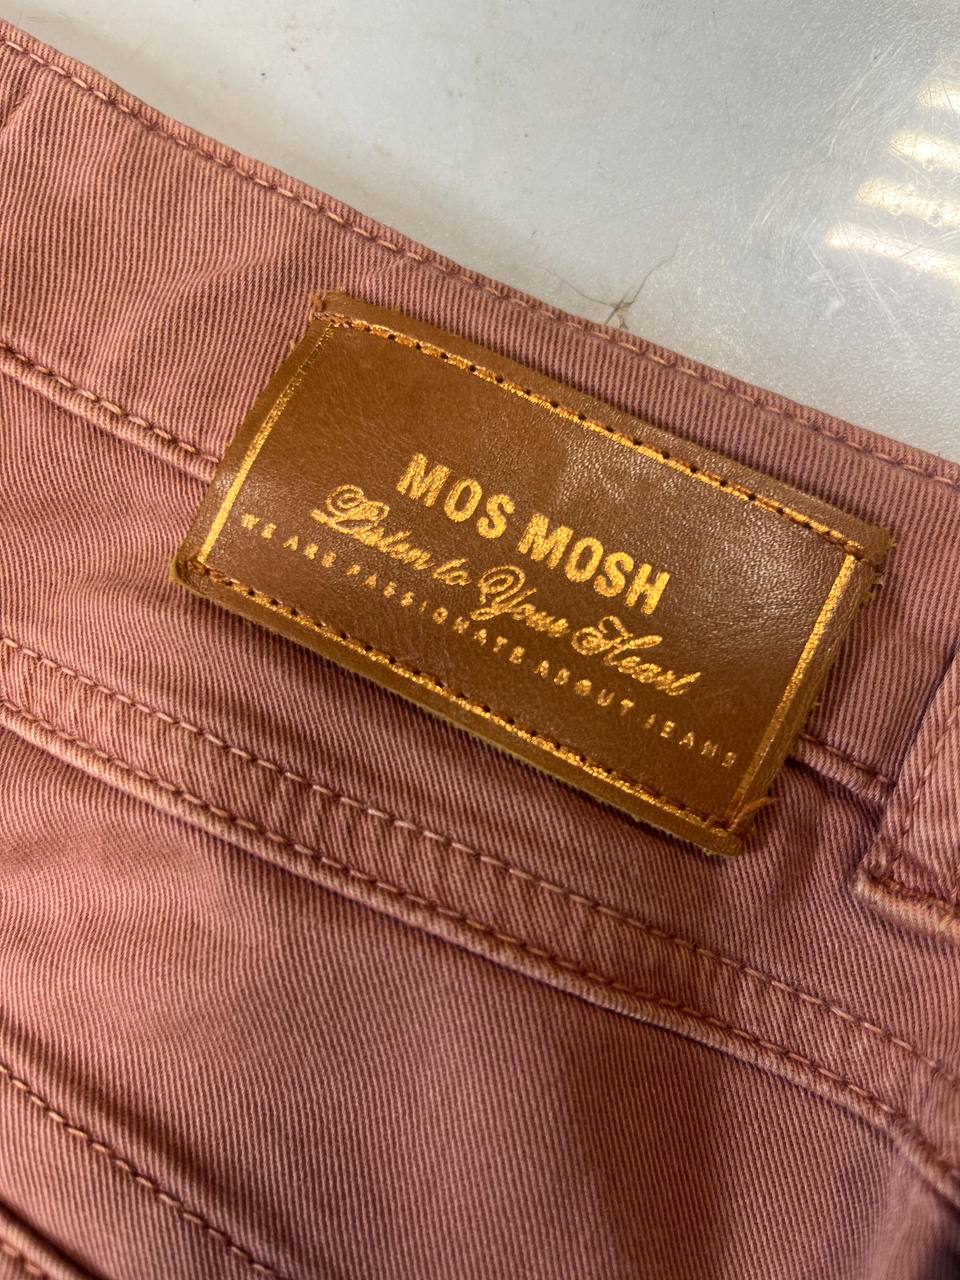 MOS MOSH
Listen to Your Heart
WE ARE PASSIONATE ABOUT JEANS